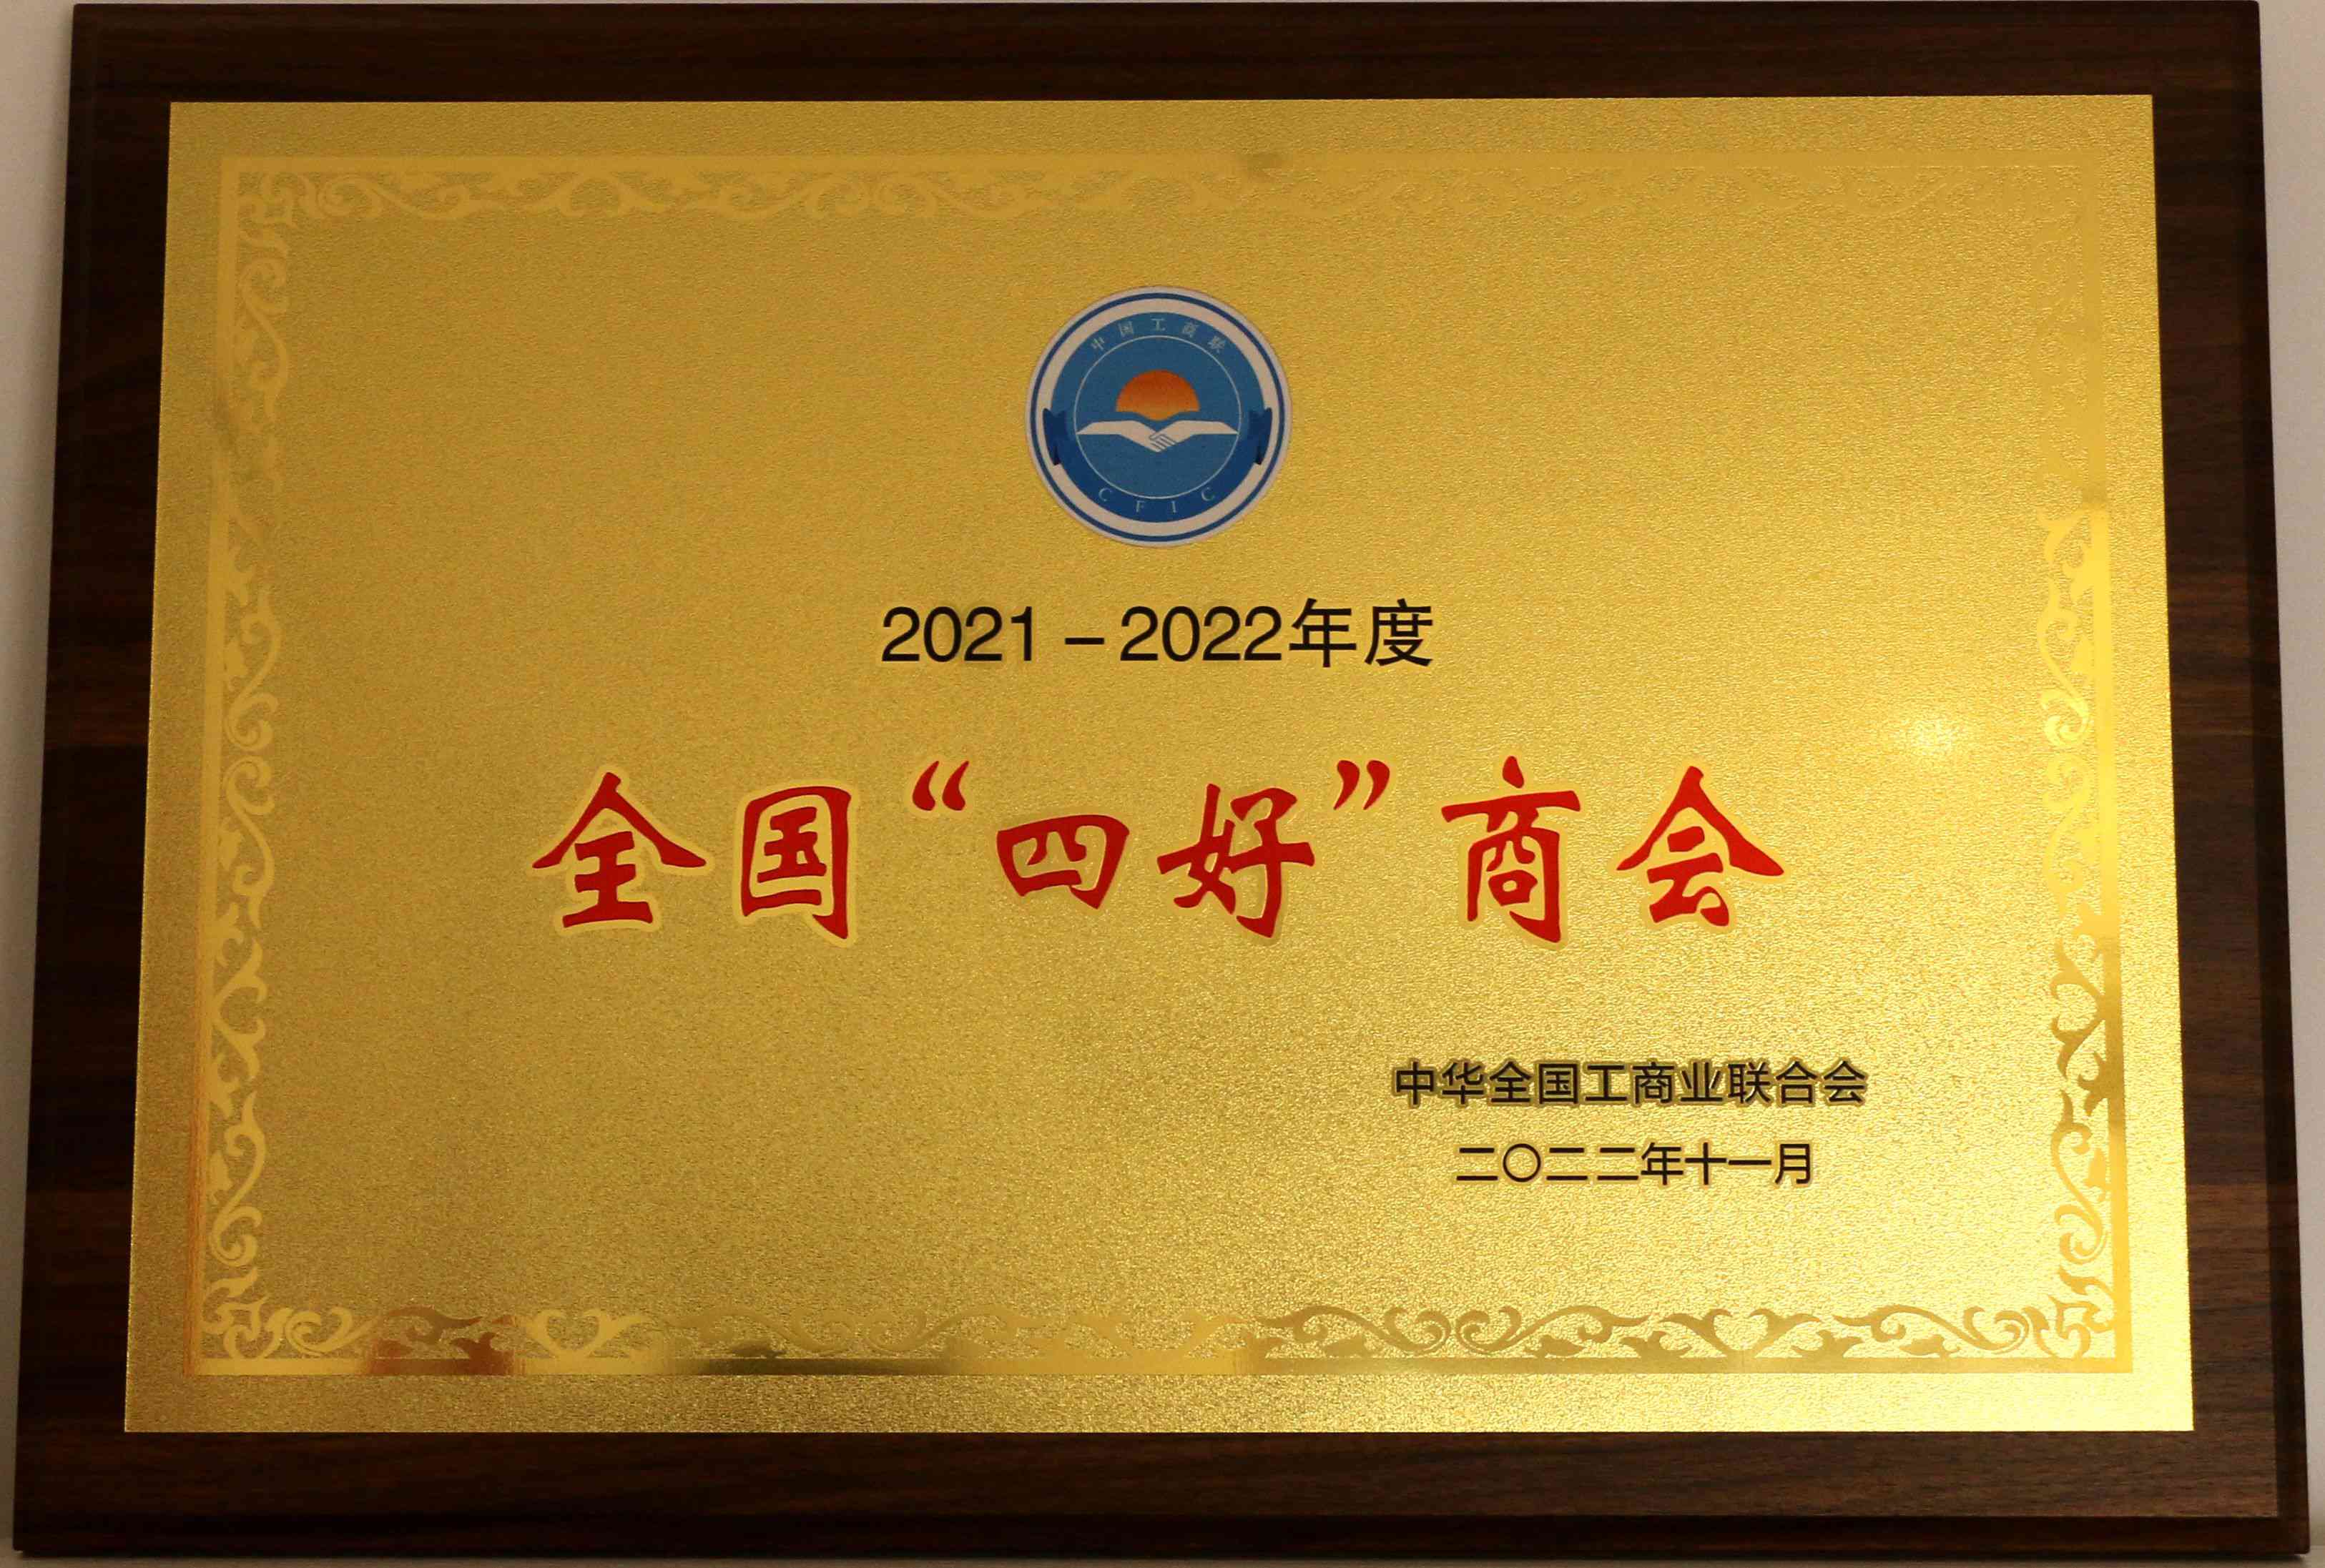 中国工商联
CFIC
2021－2022年度
全国“四好”商会
中华全国工商业联合会
二〇二二年十一月